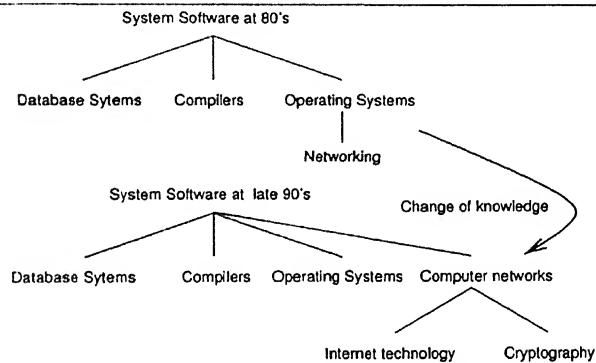 System Software at 80's
Database Sytems Compilers Operating Systems
Networking
System Software at late 90's
Change of knowledge
Database Sytems Compilers Operating Systems Computer networks
Internet technology Cryptography